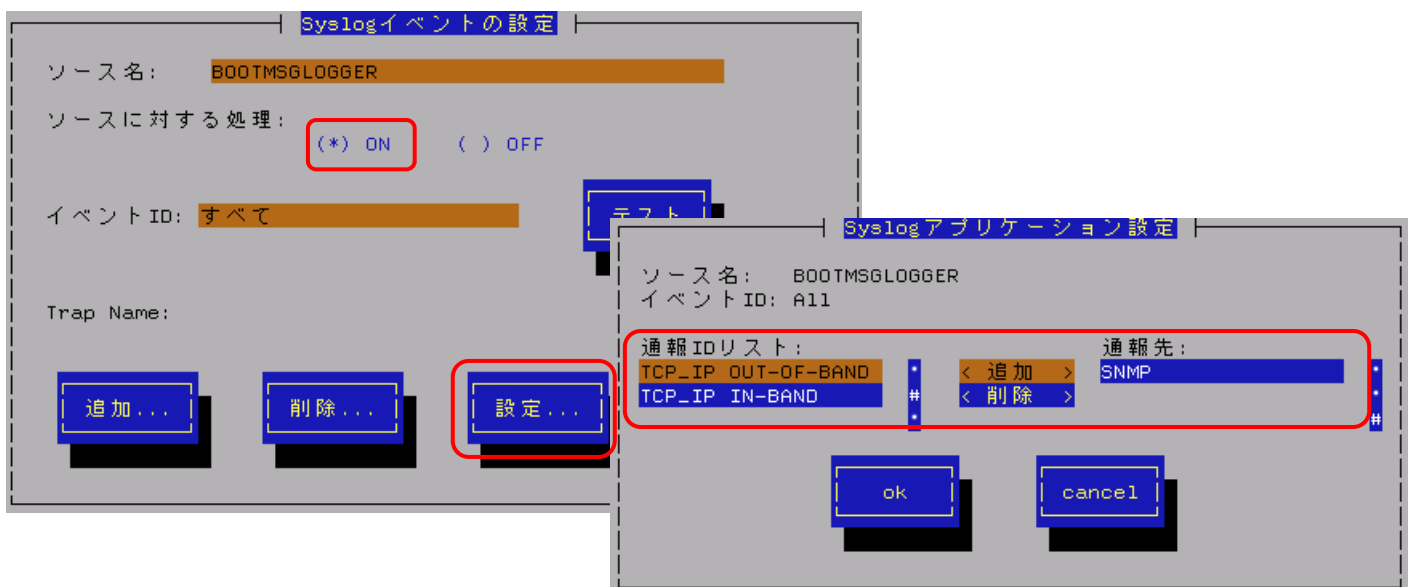 Syslogイベントの設定
ソース名: BOOTMSGLOGGER
ソースに対する処理:
(*) ON ( ) OFF
イベントID: すべて
テスト
Trap Name:
追加... 削除... 設定...
Syslogアプリケーション設定
ソース名: BOOTMSGLOGGER
イベントID: All
通報IDリスト: 通報先:
TCP_IP OUT-OF-BAND < 追加 > SNMP
TCP_IP IN-BAND # < 削除 >
#
ok cancel